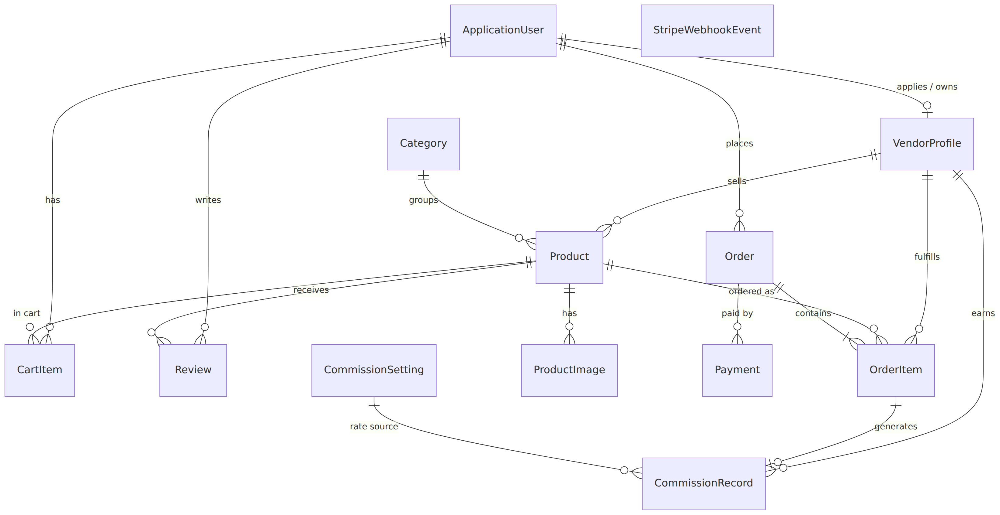 ApplicationUser
StripeWebhookEvent
applies / owns
Category
places
VendorProfile
sells
has
writes
groups
Product
Order
fulfills
receives
ordered as
in cart
has
paid by
contains
earns
CartItem
Review
CommissionSetting
ProductImage
Payment
OrderItem
rate source
generates
CommissionRecord